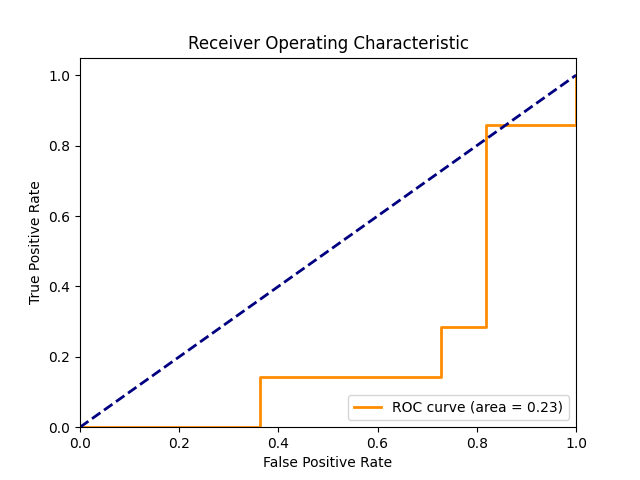 Receiver Operating Characteristic
1.0
0.8
0.6
0.4
0.2
0.0
True Positive Rate
ROC curve (area = 0.23)
0.0 0.2 0.4 0.6 0.8 1.0
False Positive Rate